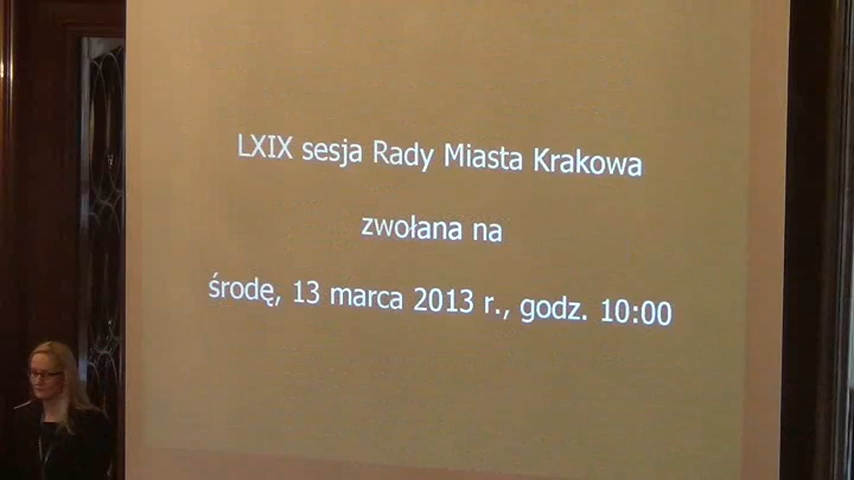 LXIX sesja Rady Miasta Krakowa
zwołana na
środę, 13 marca 2013 r., godz. 10:00